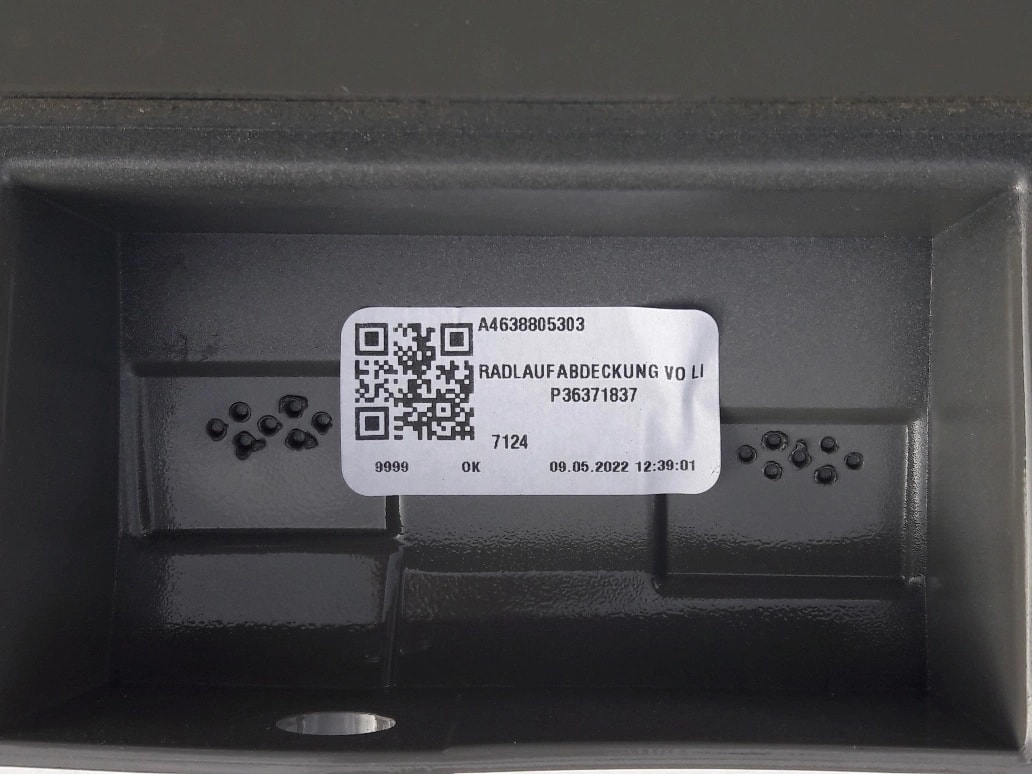 A4638805303
RADLAUFABDECKUNG VO LI
P36371837
7124
9999 OK 09.05.2022 12:39:01